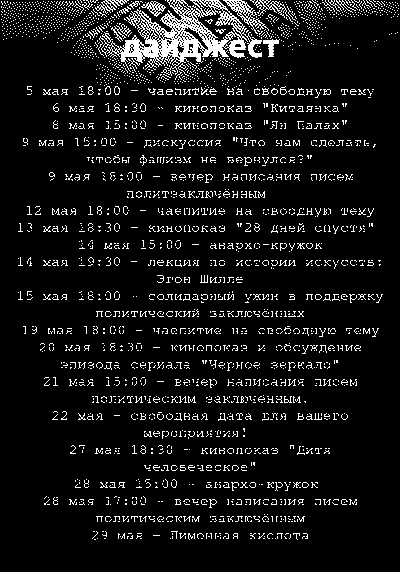 дайджест
5 мая 18:00 - чаепитие на свободную тему
6 мая 18:30 - кинопоказ "Китаянка"
8 мая 15:00 - кинопоказ "Ян Палах"
9 мая 15:00 - дискуссия "Что нам сделать,
чтобы фашизм не вернулся?"
9 мая 18:00 - вечер написания писем
политзаключённым
12 мая 18:00 - чаепитие на свободную тему
13 мая 18:30 - кинопоказ "28 дней спустя"
14 мая 15:00 - анархо-кружок
14 мая 19:30 - лекция по истории искусств:
Эгон Шилле
15 мая 18:00 - солидарный ужин в поддержку
политический заключённых
19 мая 18:00 - чаепитие на свободную тему
20 мая 18:30 - кинопоказ и обсуждение
эпизода сериала "Черное зеркало"
21 мая 15:00 - вечер написания писем
политическим заключённым.
22 мая - свободная дата для вашего
мероприятия!
27 мая 18:30 - кинопоказ "Дитя
человеческое"
28 мая 15:00 - анархо-кружок
28 мая 17:00 - вечер написания писем
политическим заключённым
29 мая - Лимонная кислота